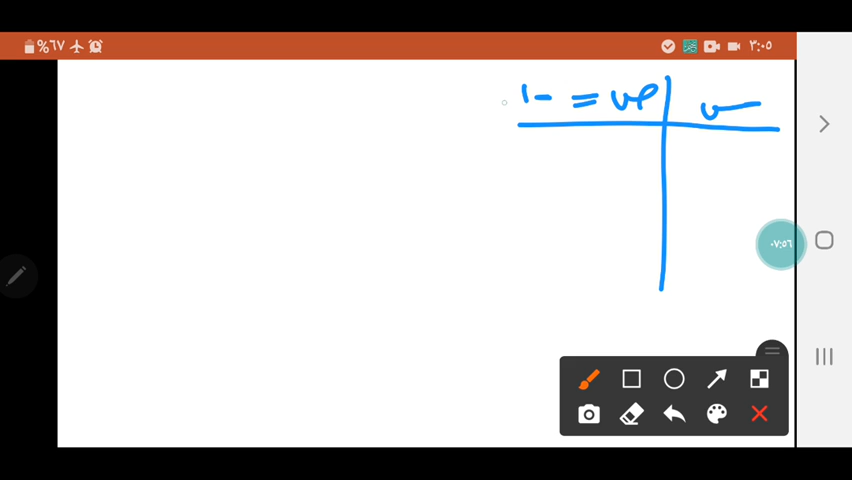 ٣:٠٥ %٦٧
س | ص = -١
٠٧:٥٦